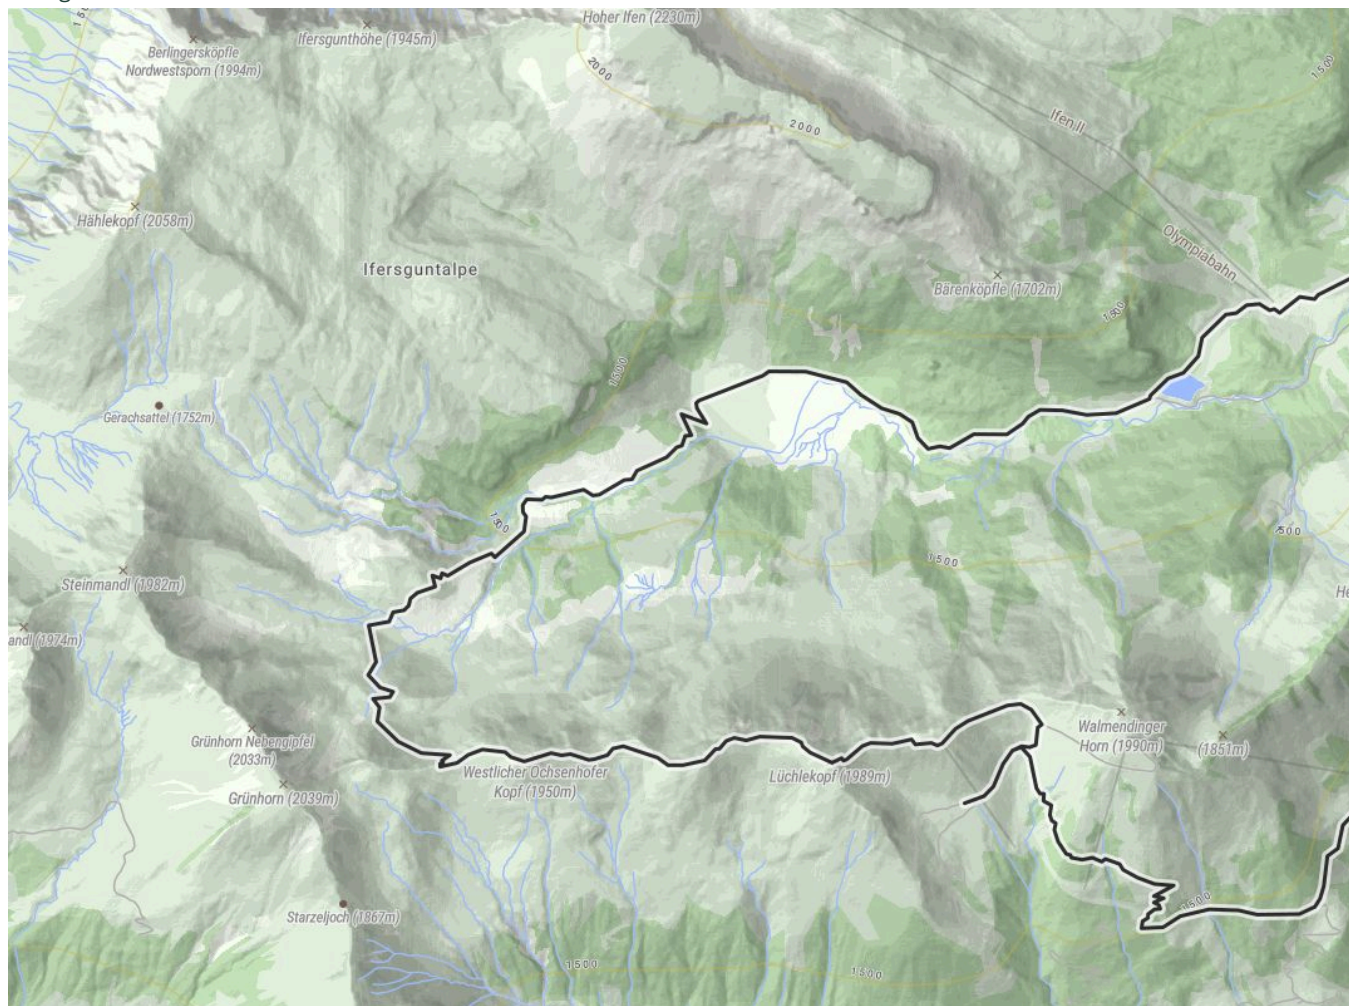 Hoher Ifen (2230m)
Ifersgunthöhe (1945m)
Berlingersköpfle
Nordwestsporn (1994m)
2000
2000
1500
Ifen II
Hählekopf (2058m)
Olympiabahn
Ifersguntalpe
Bärenköpfle (1702m)
1500
1500
Gerachsattel (1752m)
1500
1500
500
Steinmandl (1982m)
andl (1974m)
He
Grünhorn Nebengipfel
(2033m)
Walmendinger
Horn (1990m)
(1851m)
Westlicher Ochsenhofer
Kopf (1950m)
Lüchlekopf (1989m)
Grünhorn (2039m)
Starzeljoch (1867m)
1500
1500
1500